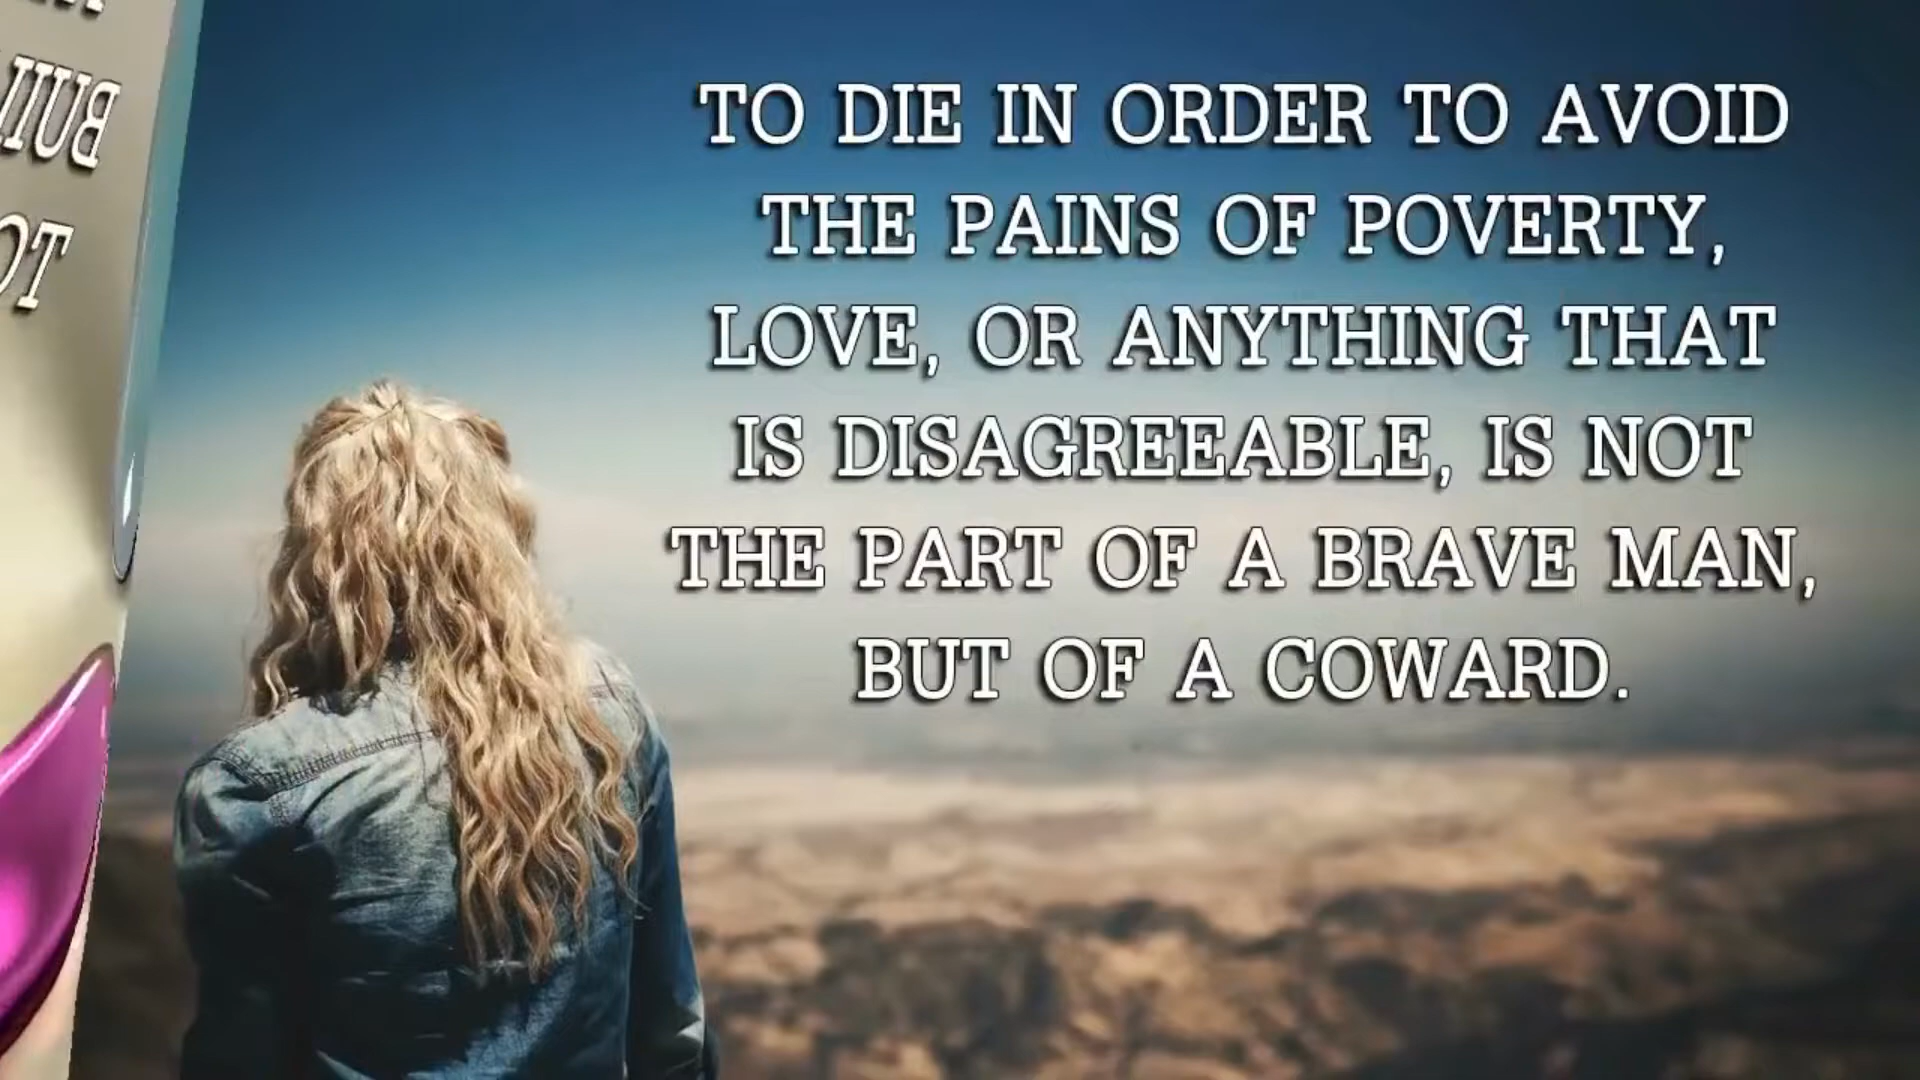 TO DIE IN ORDER TO AVOID
THE PAINS OF POVERTY,
LOVE, OR ANYTHING THAT
IS DISAGREEABLE, IS NOT
THE PART OF A BRAVE MAN,
BUT OF A COWARD.